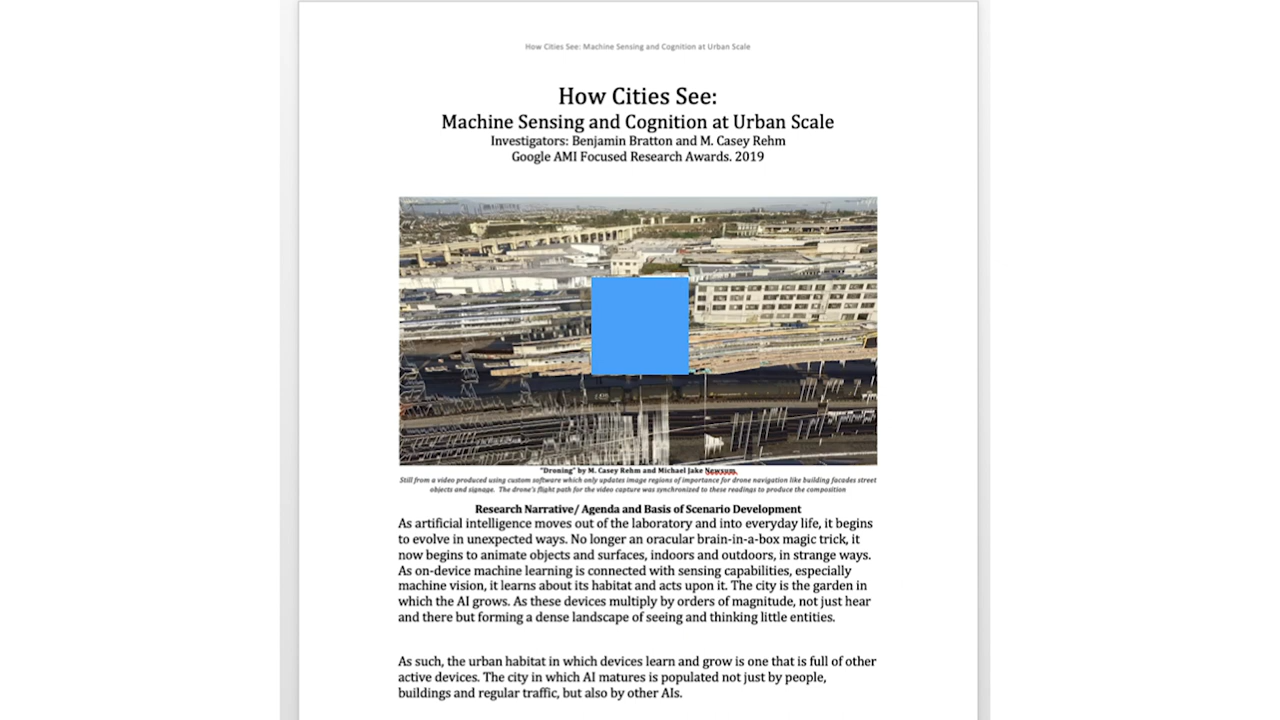 How Cities See: Machine Sensing and Cognition at Urban Scale
How Cities See:
Machine Sensing and Cognition at Urban Scale
Investigators: Benjamin Bratton and M. Casey Rehm
Google AMI Focused Research Awards. 2019
"Droning" by M. Casey Rehm and Michael Jake Newsum.
Still from a video produced using custom software which only updates image regions of importance for drone navigation like building facades street
objects and signage. The drone's flight path for the video capture was synchronized to these readings to produce the composition
Research Narrative/ Agenda and Basis of Scenario Development
As artificial intelligence moves out of the laboratory and into everyday life, it begins
to evolve in unexpected ways. No longer an oracular brain-in-a-box magic trick, it
now begins to animate objects and surfaces, indoors and outdoors, in strange ways.
As on-device machine learning is connected with sensing capabilities, especially
machine vision, it learns about its habitat and acts upon it. The city is the garden in
which the AI grows. As these devices multiply by orders of magnitude, not just hear
and there but forming a dense landscape of seeing and thinking little entities.
As such, the urban habitat in which devices learn and grow is one that is full of other
active devices. The city in which AI matures is populated not just by people,
buildings and regular traffic, but also by other AIs.